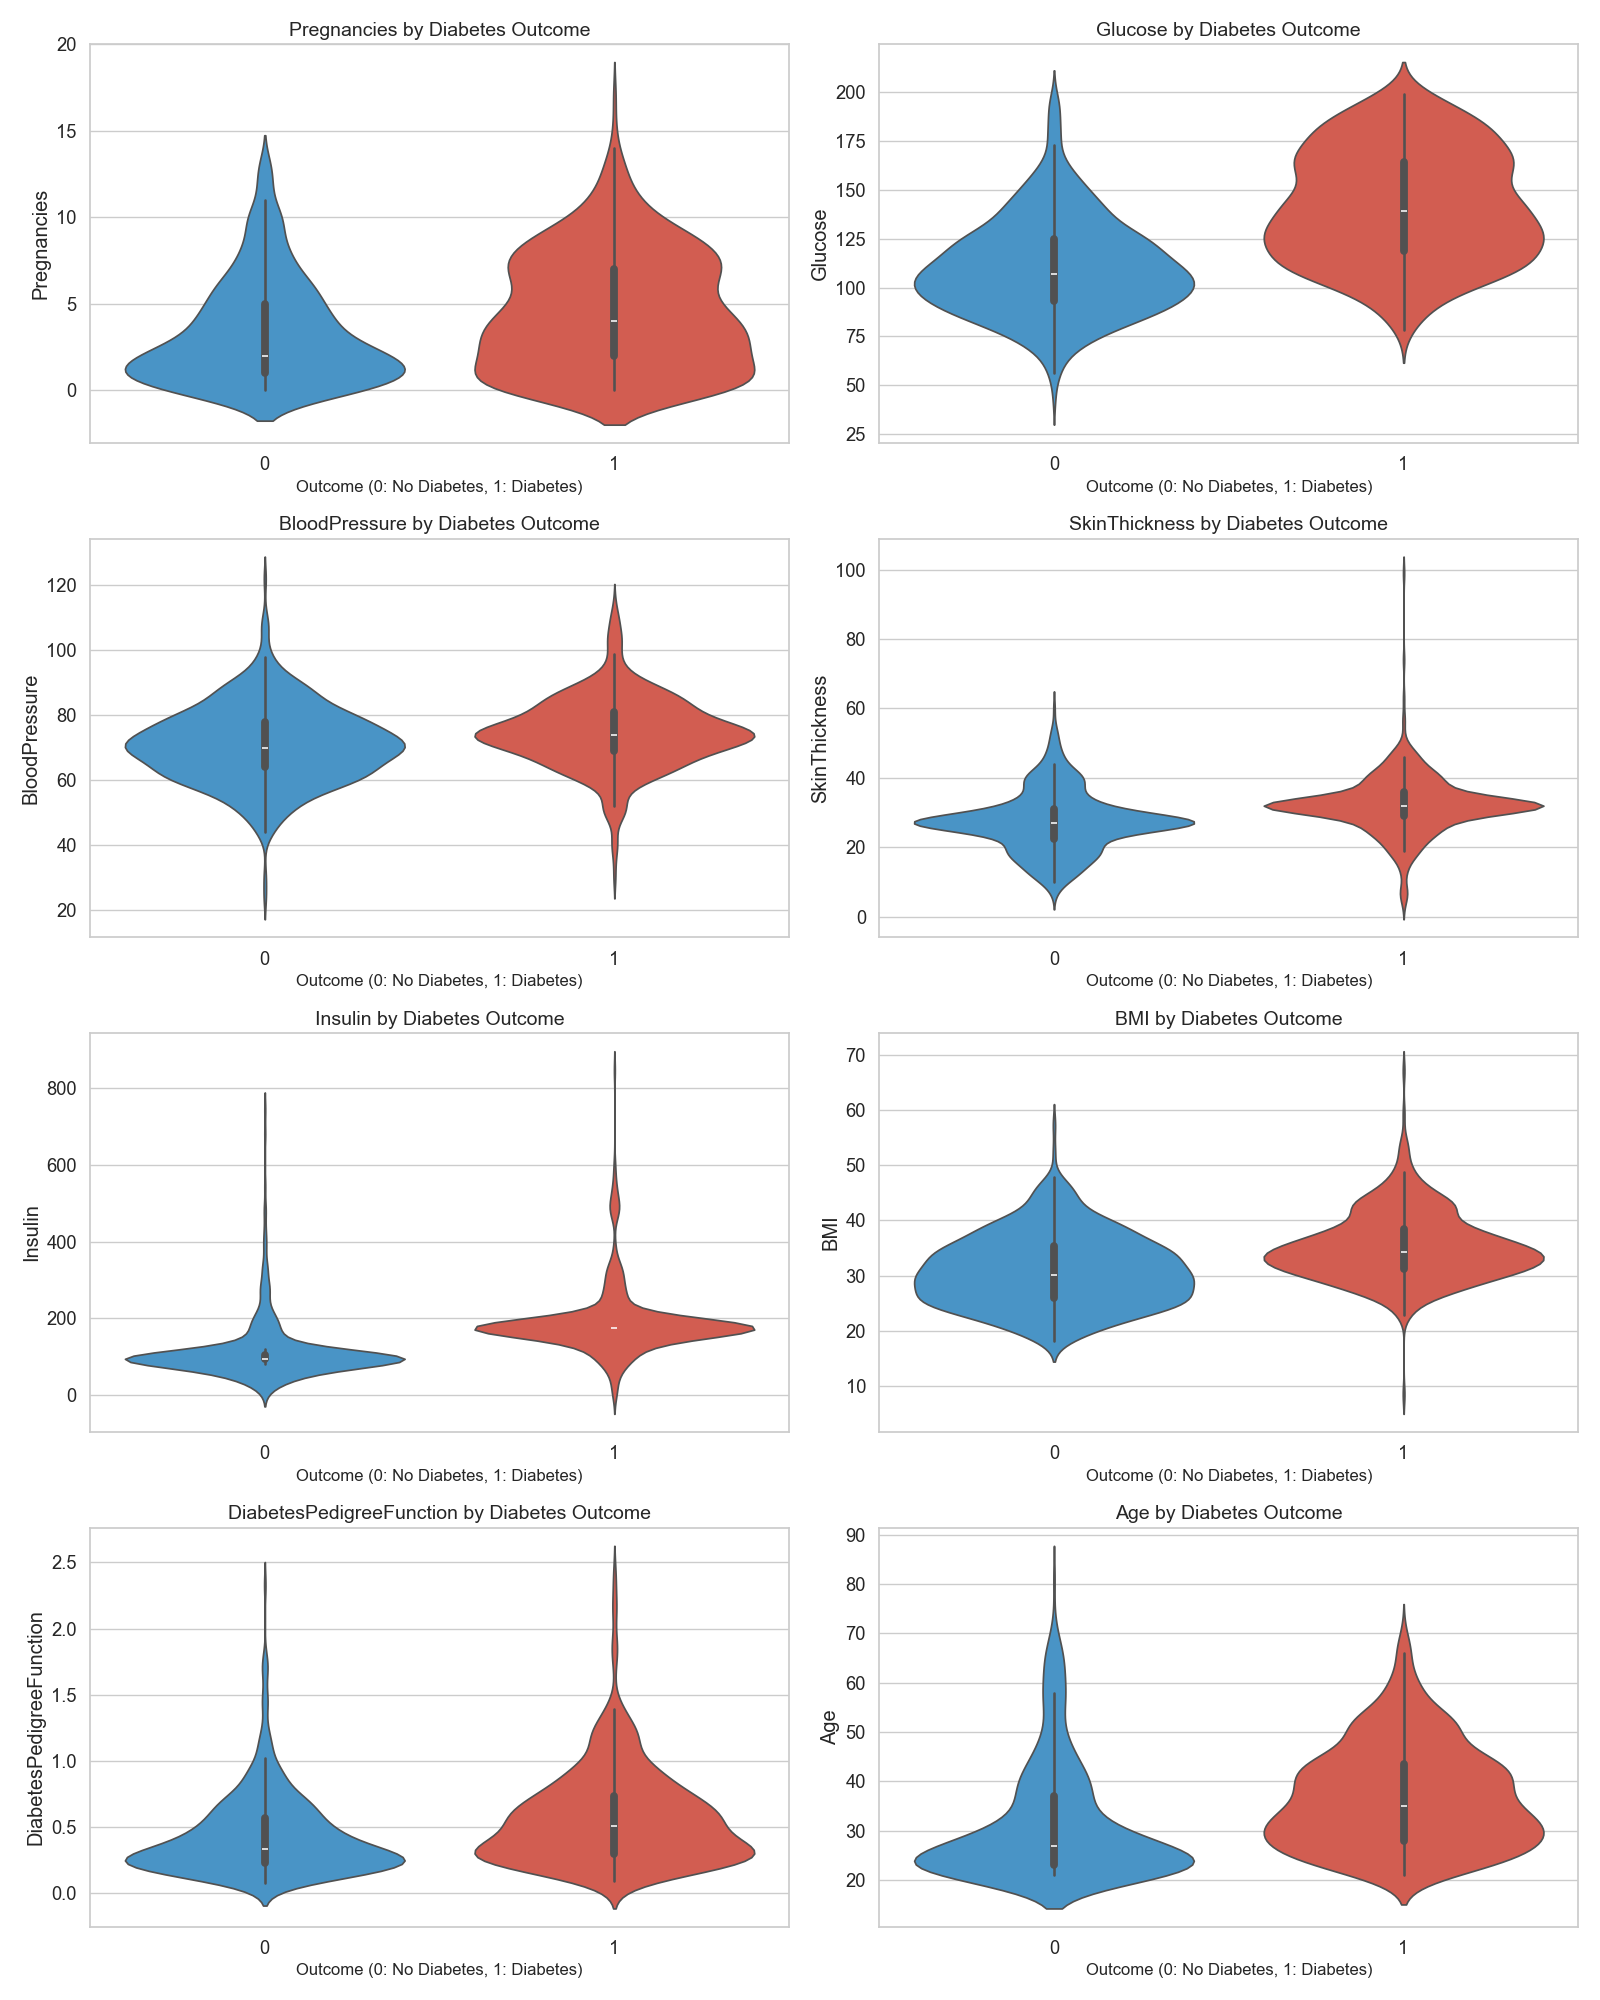 Pregnancies by Diabetes Outcome
Pregnancies
20
15
10
5
0
0 1
Outcome (0: No Diabetes, 1: Diabetes)
Glucose by Diabetes Outcome
Glucose
200
175
150
125
100
75
50
25
0 1
Outcome (0: No Diabetes, 1: Diabetes)
BloodPressure by Diabetes Outcome
BloodPressure
120
100
80
60
40
20
0 1
Outcome (0: No Diabetes, 1: Diabetes)
SkinThickness by Diabetes Outcome
SkinThickness
100
80
60
40
20
0
0 1
Outcome (0: No Diabetes, 1: Diabetes)
Insulin by Diabetes Outcome
Insulin
800
600
400
200
0
0 1
Outcome (0: No Diabetes, 1: Diabetes)
BMI by Diabetes Outcome
BMI
70
60
50
40
30
20
10
0 1
Outcome (0: No Diabetes, 1: Diabetes)
DiabetesPedigreeFunction by Diabetes Outcome
DiabetesPedigreeFunction
2.5
2.0
1.5
1.0
0.5
0.0
0 1
Outcome (0: No Diabetes, 1: Diabetes)
Age by Diabetes Outcome
Age
90
80
70
60
50
40
30
20
0 1
Outcome (0: No Diabetes, 1: Diabetes)